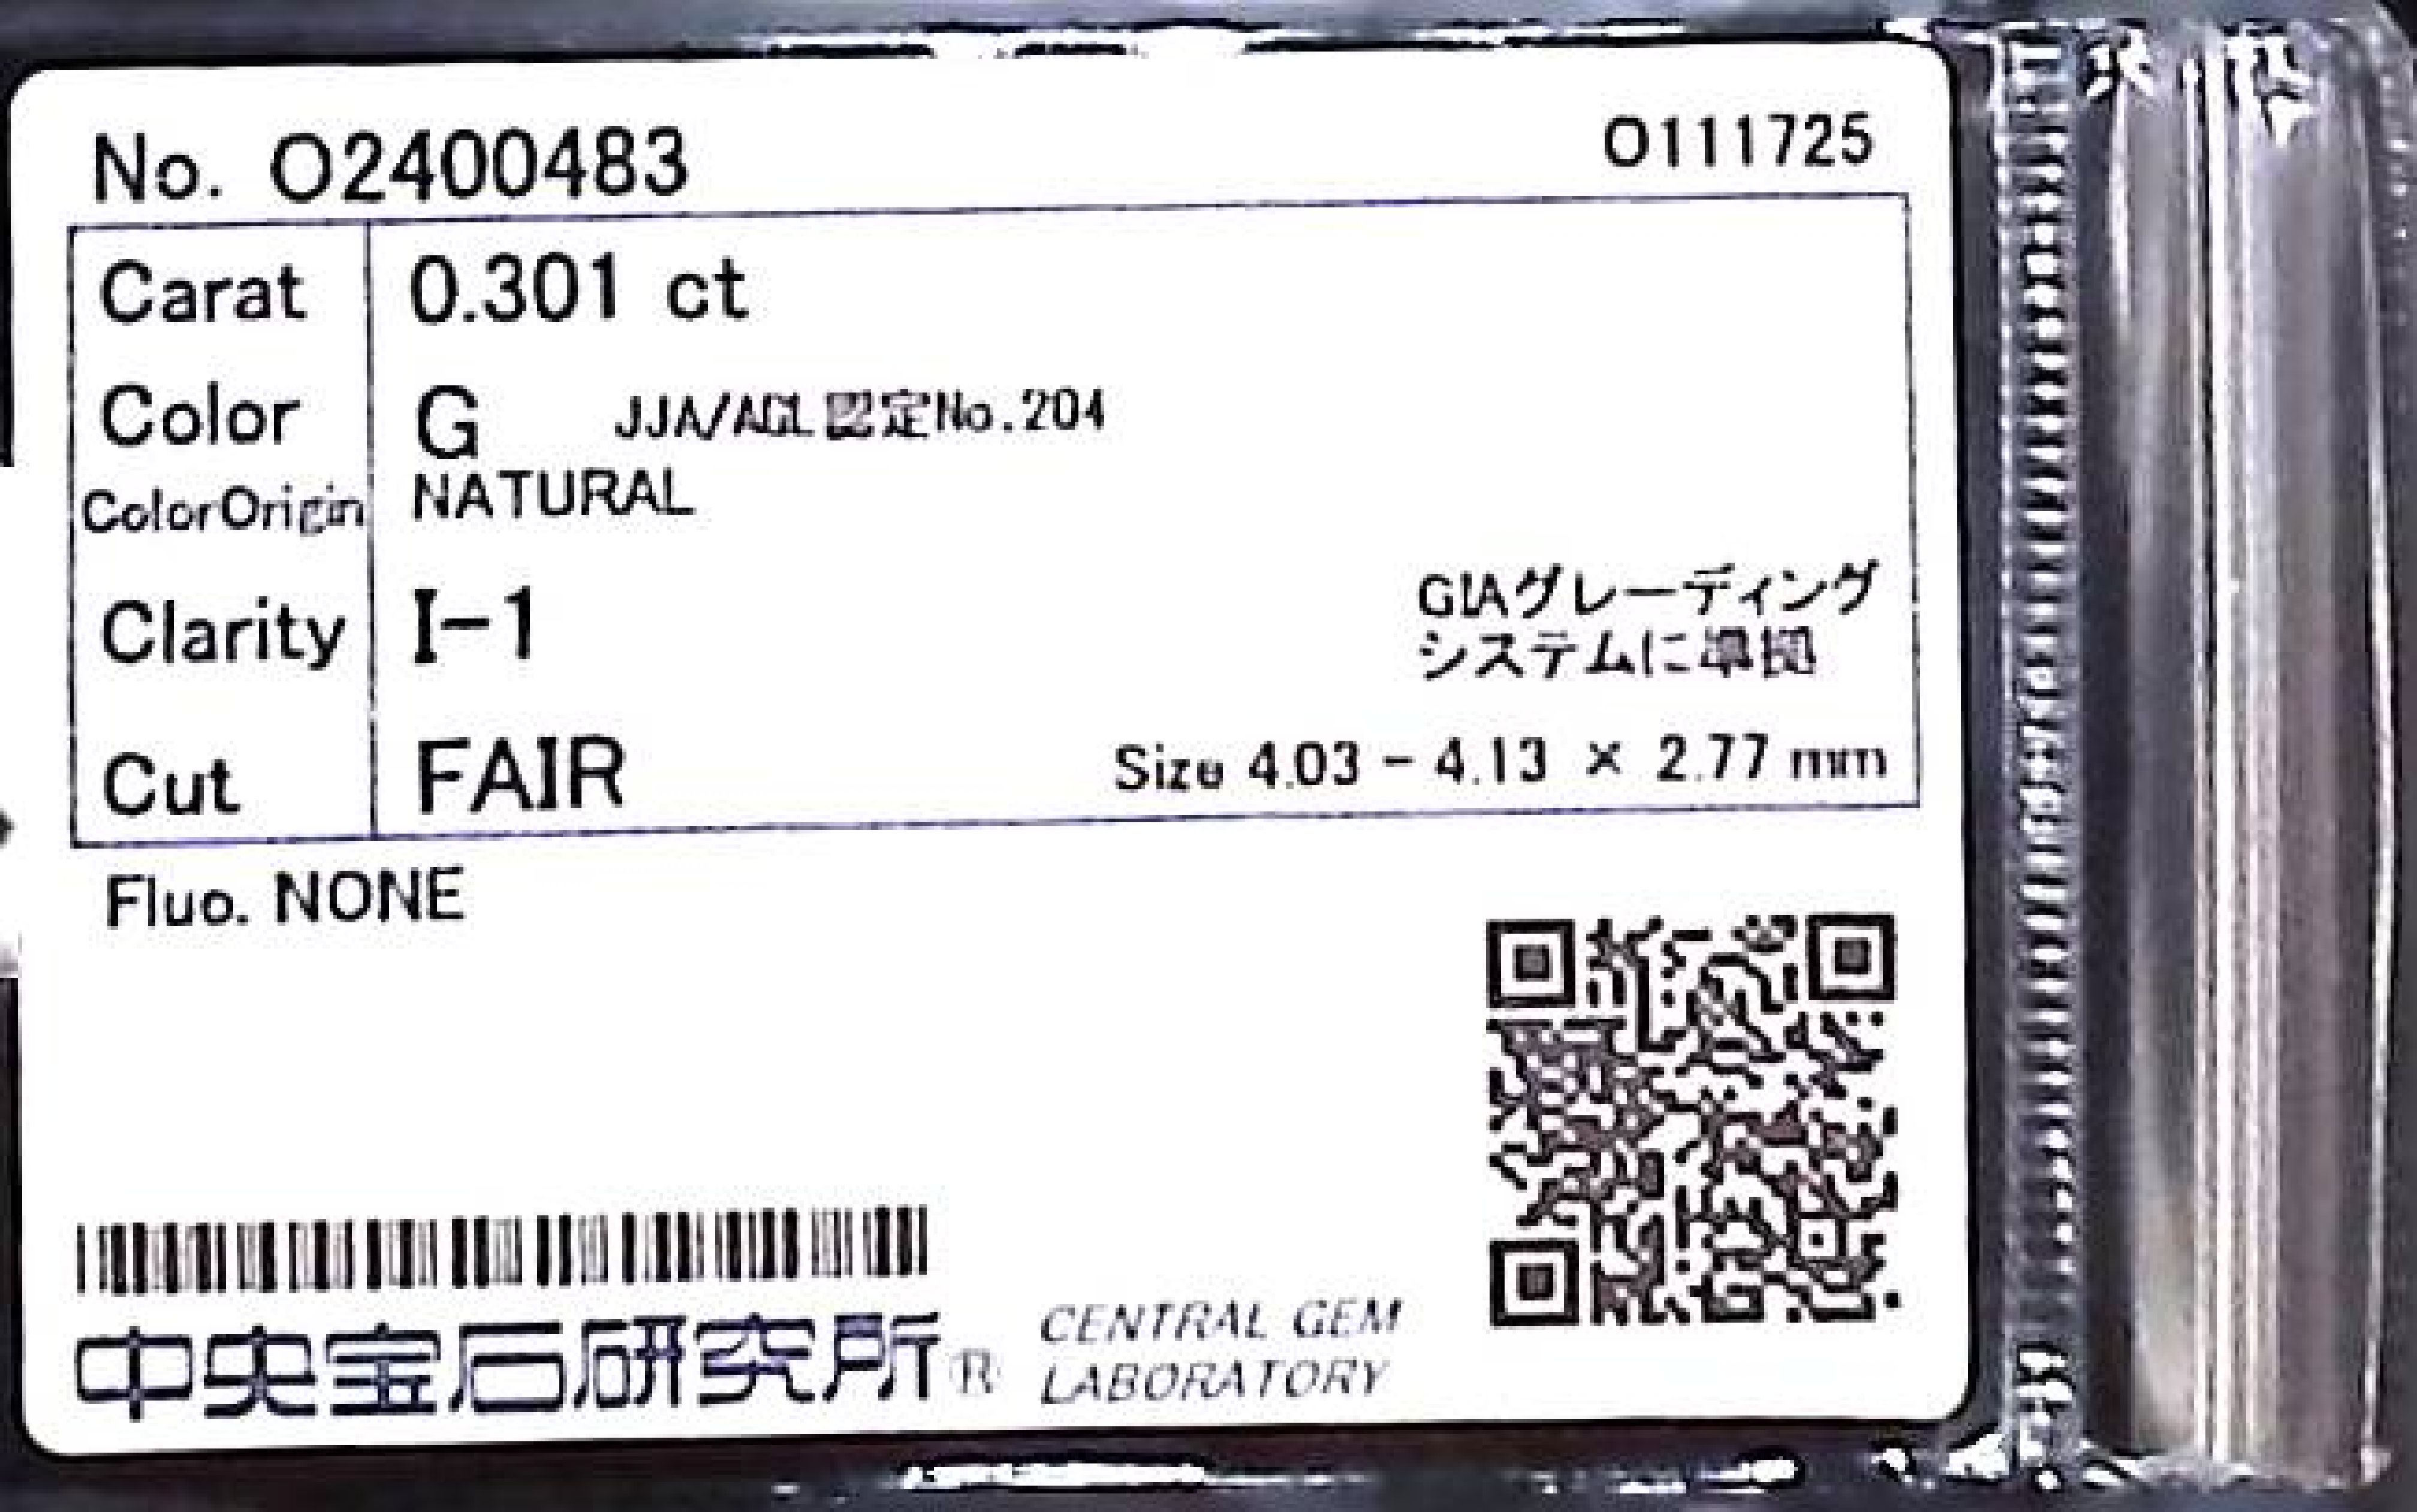 No. O2400483
O111725
Carat 0.301 ct
Color G JJA/AGL認定No.204
ColorOrigin NATURAL
Clarity I-1
GIAグレーディング
システムに準拠
Cut FAIR
Size 4.03 - 4.13 × 2.77 mm
Fluo. NONE
中央宝石研究所® CENTRAL GEM
LABORATORY